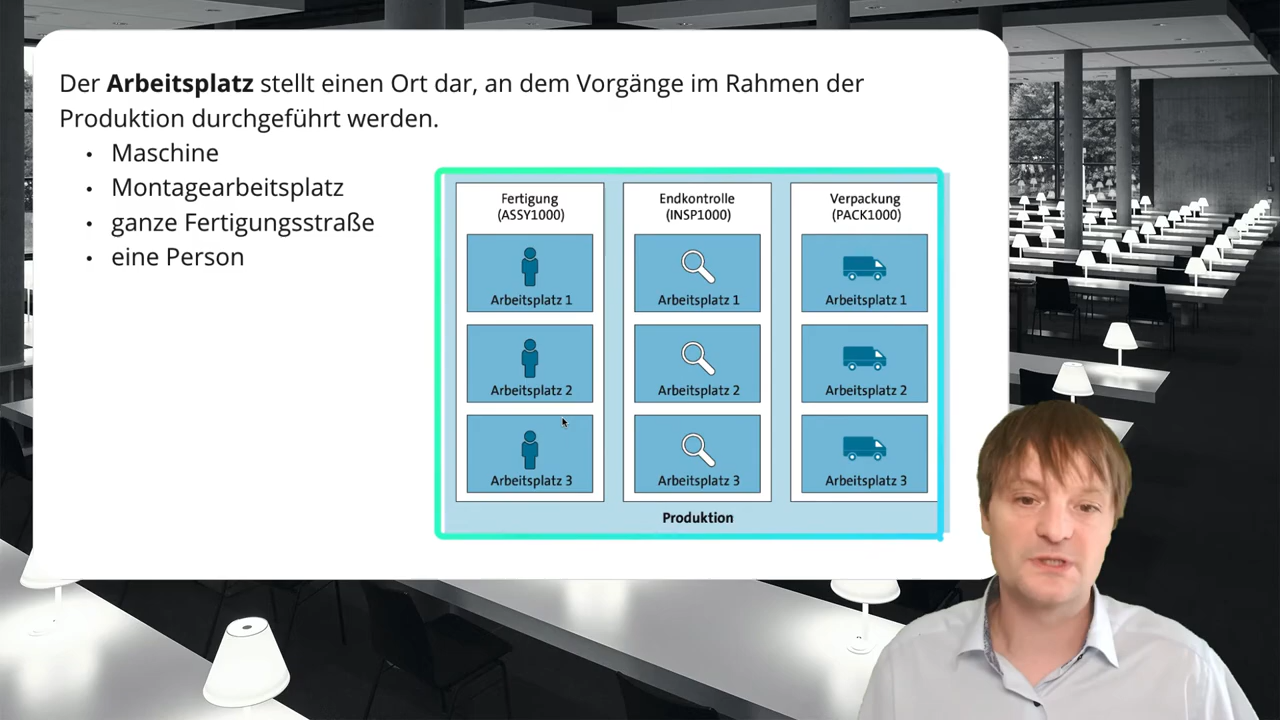 Der Arbeitsplatz stellt einen Ort dar, an dem Vorgänge im Rahmen der
Produktion durchgeführt werden.
• Maschine
• Montagearbeitsplatz
• ganze Fertigungsstraße
• eine Person
Fertigung
(ASSY1000)
Arbeitsplatz 1
Arbeitsplatz 2
Arbeitsplatz 3
Endkontrolle
(INSP1000)
Arbeitsplatz 1
Arbeitsplatz 2
Arbeitsplatz 3
Verpackung
(PACK1000)
Arbeitsplatz 1
Arbeitsplatz 2
Arbeitsplatz 3
Produktion